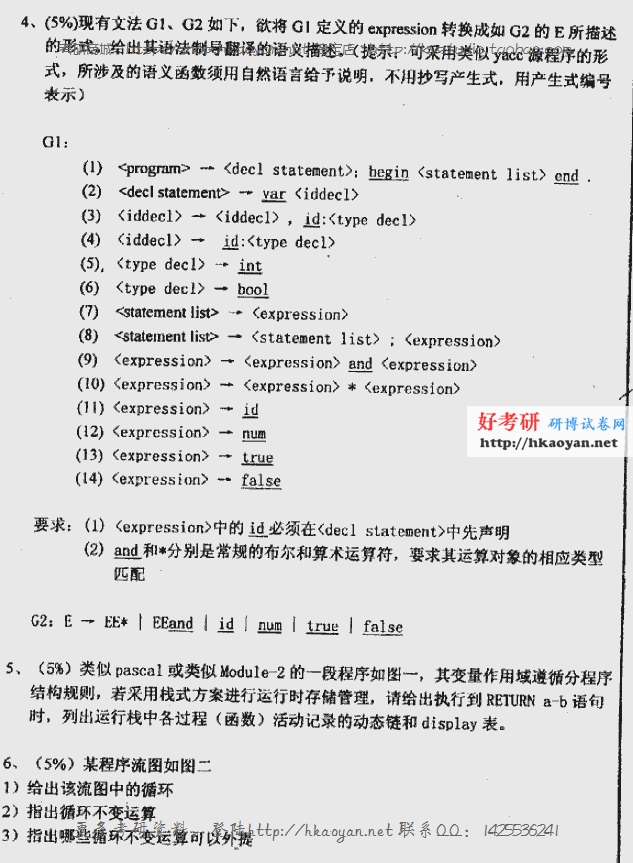 4、(5%)现有文法 G1、G2 如下，欲将 G1 定义的 expression 转换成如 G2 的 E 所描述
的形式，给出其语法制导翻译的语义描述。（提示：可采用类似 yacc 源程序的形
式，所涉及的语义函数须用自然语言给予说明，不用抄写产生式，用产生式编号
表示）
G1:
(1) <program> → <decl statement>; begin <statement list> end .
(2) <decl statement> → var <iddecl>
(3) <iddecl> → <iddecl> , id:<type decl>
(4) <iddecl> → id:<type decl>
(5) <type decl> → int
(6) <type decl> → bool
(7) <statement list> → <expression>
(8) <statement list> → <statement list> ; <expression>
(9) <expression> → <expression> and <expression>
(10) <expression> → <expression> * <expression>
(11) <expression> → id
(12) <expression> → num
(13) <expression> → true
(14) <expression> → false
好考研 研博试卷网
http://hkaoyan.net
要求：(1) <expression>中的 id 必须在<decl statement>中先声明
(2) and 和*分别是常规的布尔和算术运算符，要求其运算对象的相应类型
匹配
G2: E → EE* | EEand | id | num | true | false
5、（5%）类似 pascal 或类似 Module-2 的一段程序如图一，其变量作用域遵循分程序
结构规则，若采用栈式方案进行运行时存储管理，请给出执行到 RETURN a-b 语句
时，列出运行栈中各过程（函数）活动记录的动态链和 display 表。
6、（5%）某程序流图如图二
1）给出该流图中的循环
2）指出循环不变运算
3）指出哪些循环不变运算可以外提
更多考研资料，登陆http://hkaoyan.net 联系QQ：1425536241